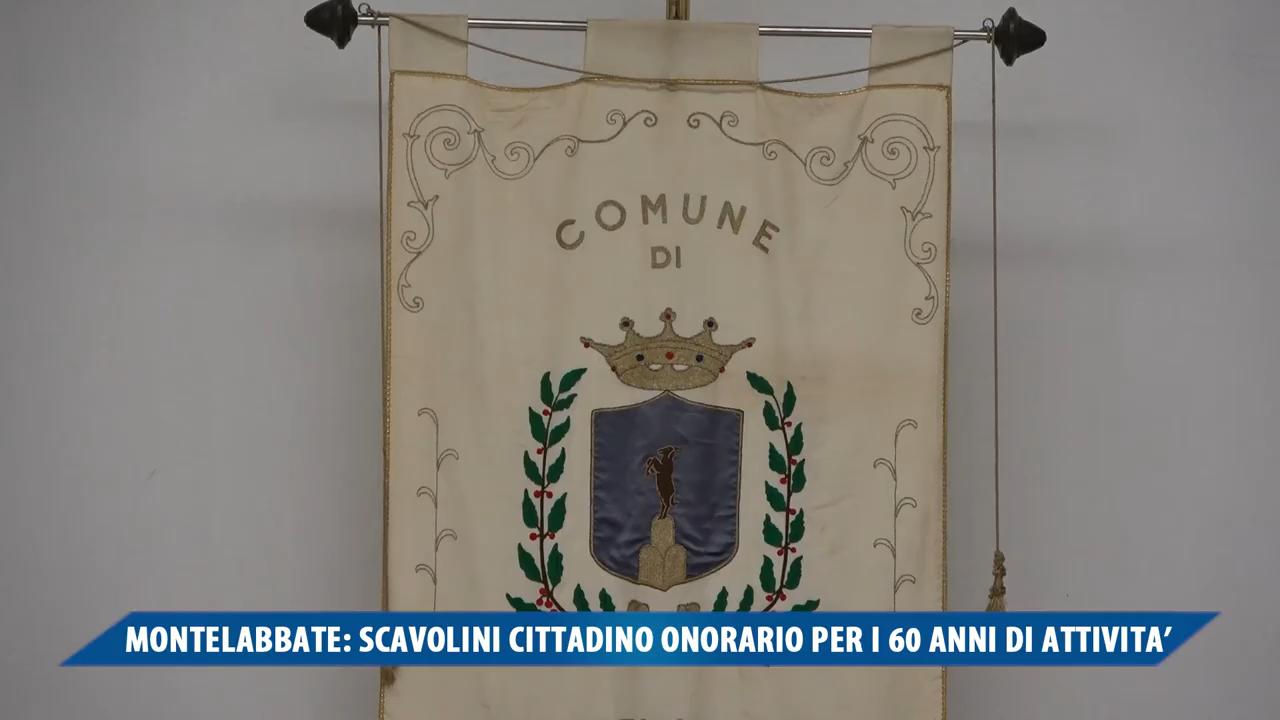 COMUNE
DI
MONTELABBATE: SCAVOLINI CITTADINO ONORARIO PER I 60 ANNI DI ATTIVITA’